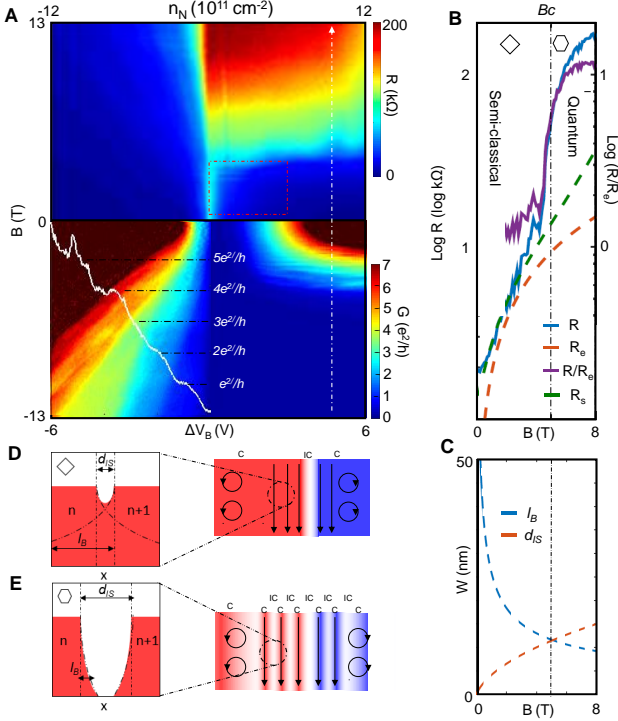 A
n_N (10^11 cm^-2)
-12
12
13
B (T)
0
-13
200
R (kΩ)
0
5e²/h
4e²/h
3e²/h
2e²/h
e²/h
7
6
5
4
3
2
1
0
G (e²/h)
-6
ΔV_B (V)
6
B
Bc
2
1
Log R (log kΩ)
Semi-classical
Quantum
1
0
Log (R/R_e)
R
R_e
R/R_e
R_s
0
B (T)
8
C
50
W (nm)
0
l_B
d_IS
0
B (T)
8
D
d_IS
n
n+1
l_B
x
C
IC
C
E
d_IS
n
n+1
l_B
x
IC
IC
IC
IC
IC
C
C
C
C
C
C